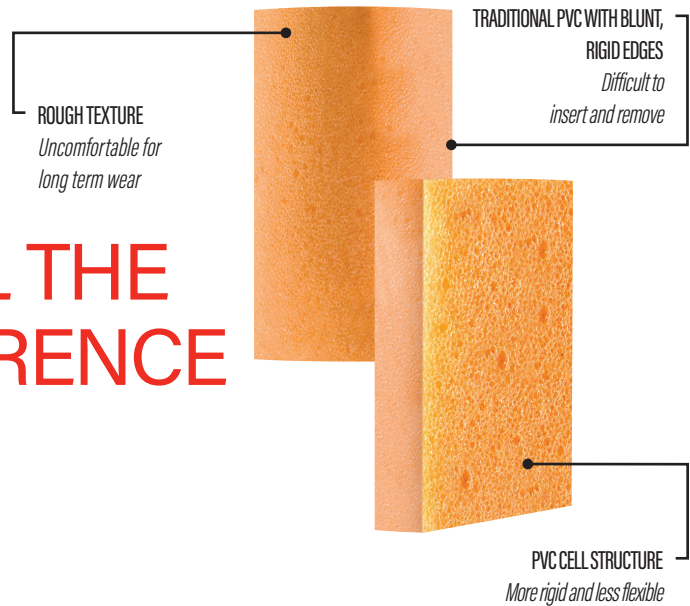 TRADITIONAL PVC WITH BLUNT,
RIGID EDGES
Difficult to
insert and remove
ROUGH TEXTURE
Uncomfortable for
long term wear
L THE
RENCE
PVC CELL STRUCTURE
More rigid and less flexible